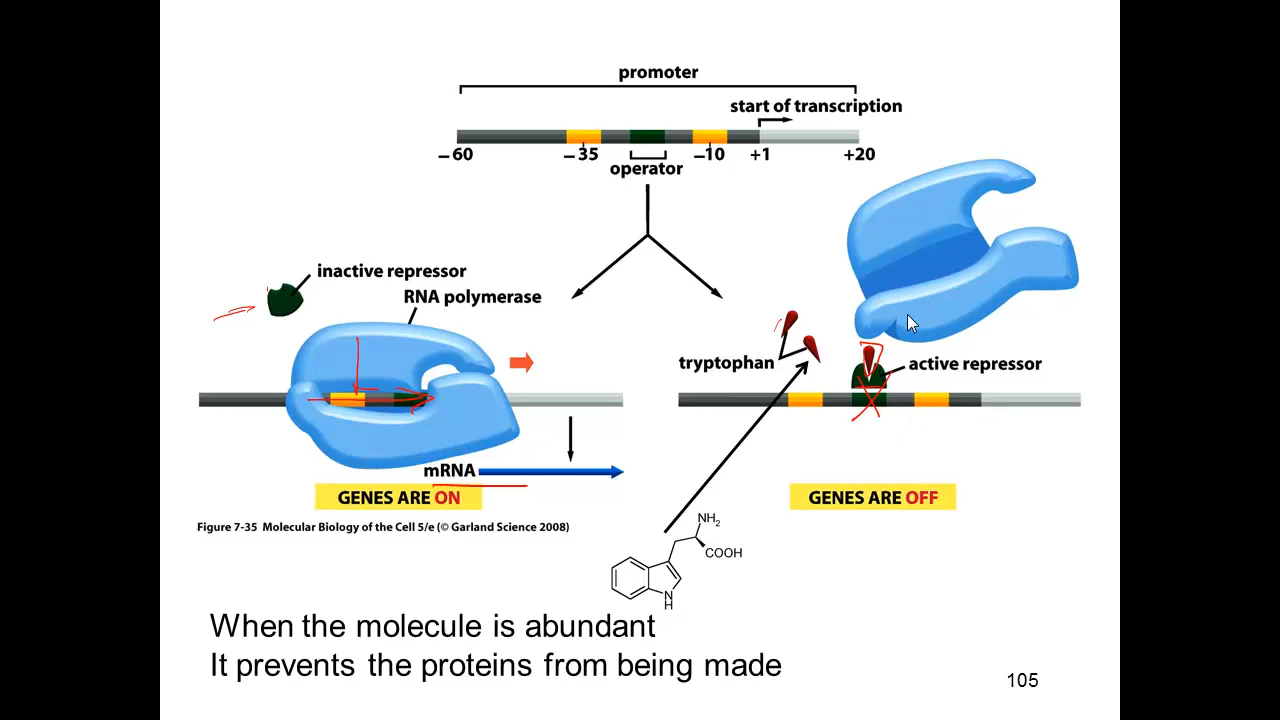 promoter
start of transcription
–60
–35
–10
+1
+20
operator
inactive repressor
RNA polymerase
tryptophan
active repressor
mRNA
GENES ARE ON
GENES ARE OFF
Figure 7-35 Molecular Biology of the Cell 5/e (© Garland Science 2008)
NH2
COOH
N
H
When the molecule is abundant
It prevents the proteins from being made
105